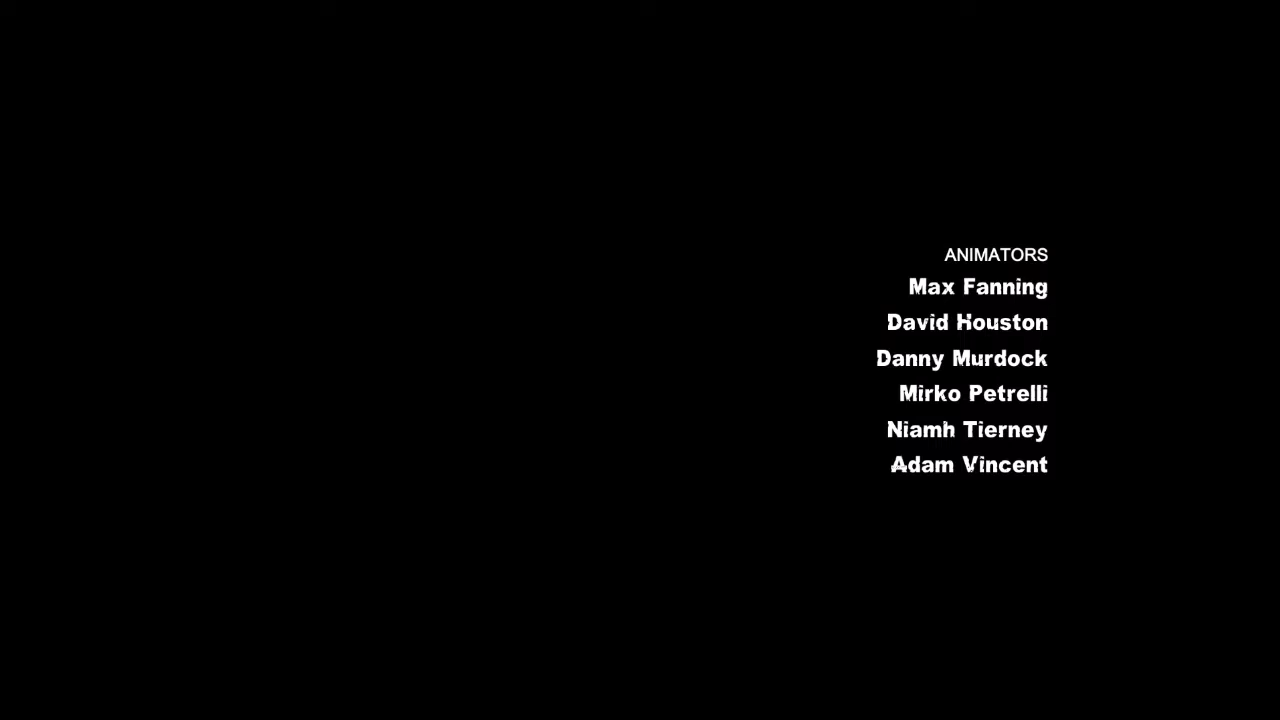 ANIMATORS
Max Fanning
David Houston
Danny Murdock
Mirko Petrelli
Niamh Tierney
Adam Vincent